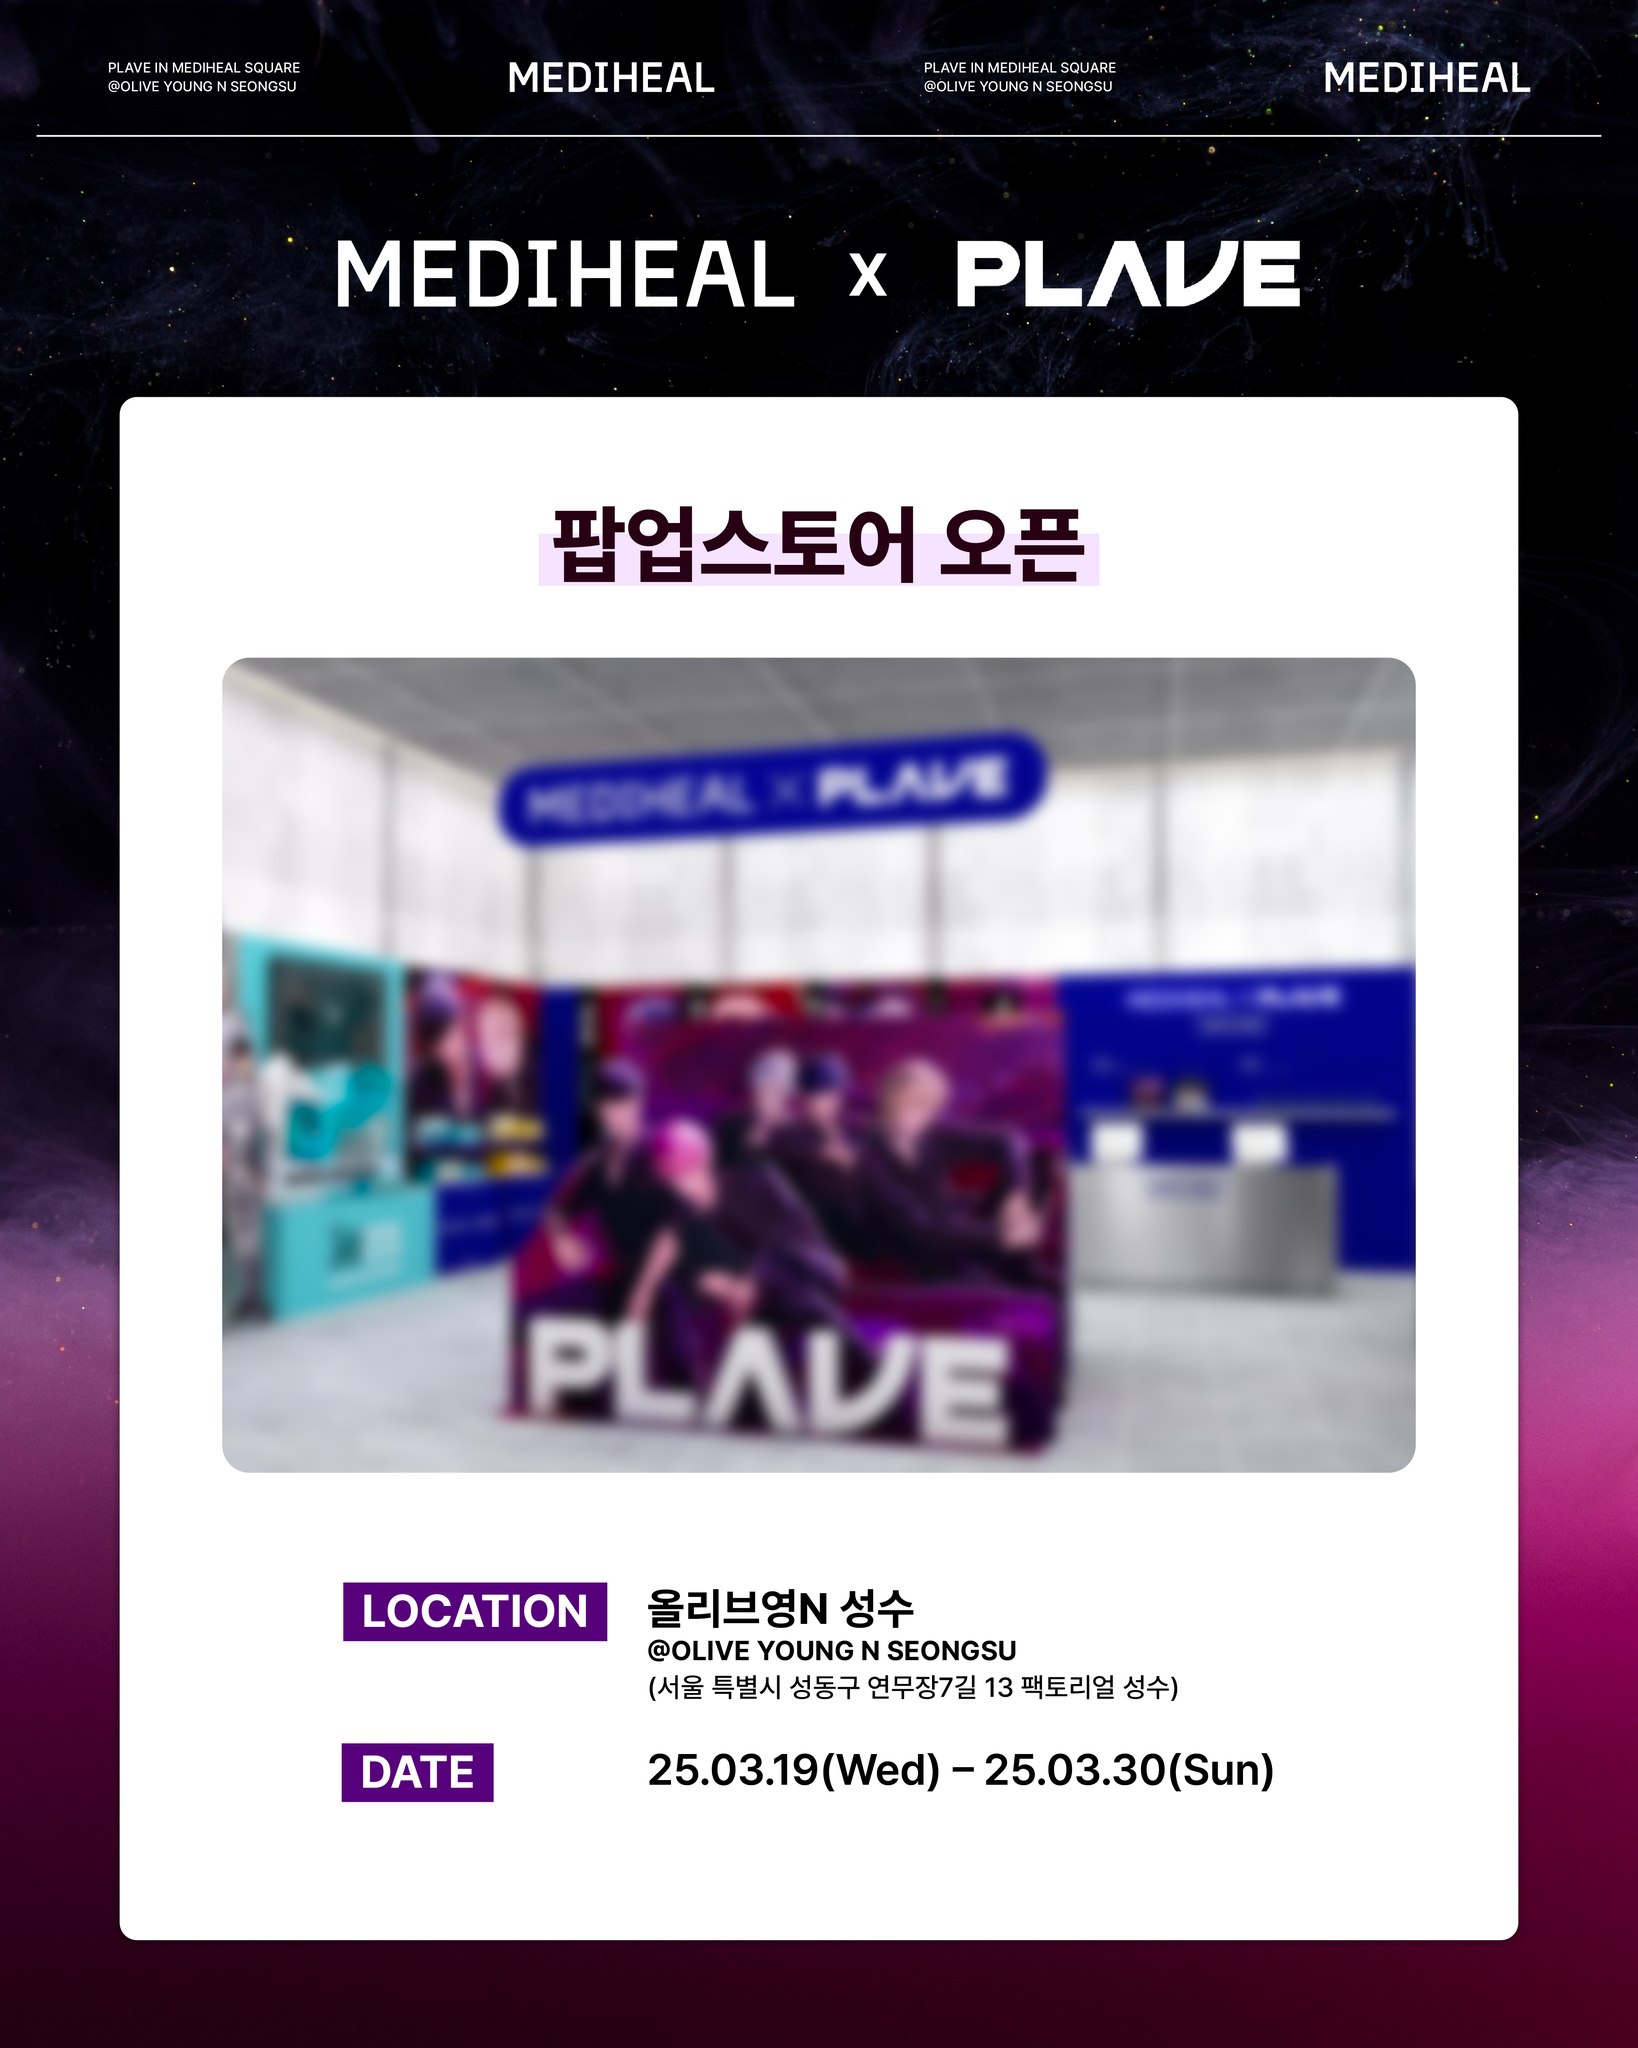 PLAVE IN MEDIHEAL SQUARE
@OLIVE YOUNG N SEONGSU
MEDIHEAL
PLAVE IN MEDIHEAL SQUARE
@OLIVE YOUNG N SEONGSU
MEDIHEAL
MEDIHEAL x PLAVE
팝업스토어 오픈
MEDIHEAL X PLAVE
MEDIHEAL X PLAVE
PLAVE
LOCATION
올리브영N 성수
@OLIVE YOUNG N SEONGSU
(서울 특별시 성동구 연무장7길 13 팩토리얼 성수)
DATE
25.03.19(Wed) – 25.03.30(Sun)